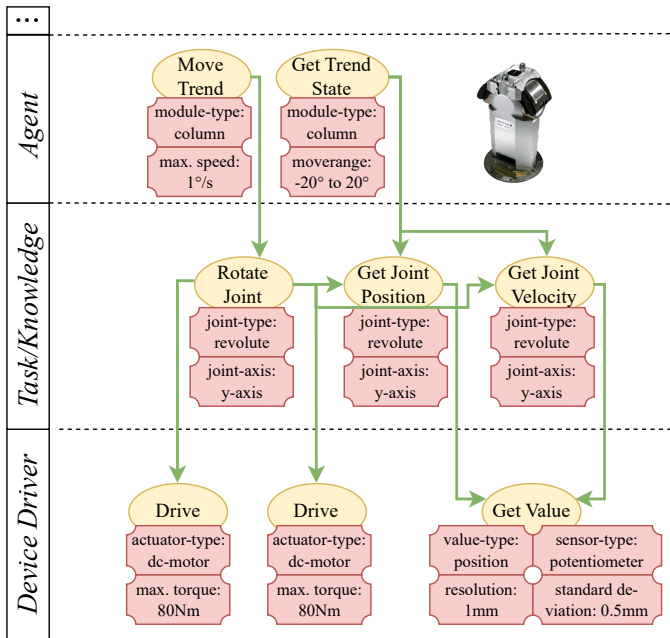 ...
Agent
Move
Trend
module-type:
column
max. speed:
1°/s
Get Trend
State
module-type:
column
moverange:
-20° to 20°
Task/Knowledge
Rotate
Joint
joint-type:
revolute
joint-axis:
y-axis
Get Joint
Position
joint-type:
revolute
joint-axis:
y-axis
Get Joint
Velocity
joint-type:
revolute
joint-axis:
y-axis
Device Driver
Drive
actuator-type:
dc-motor
max. torque:
80Nm
Drive
actuator-type:
dc-motor
max. torque:
80Nm
Get Value
value-type:
position
sensor-type:
potentiometer
resolution:
1mm
standard de-
viation: 0.5mm